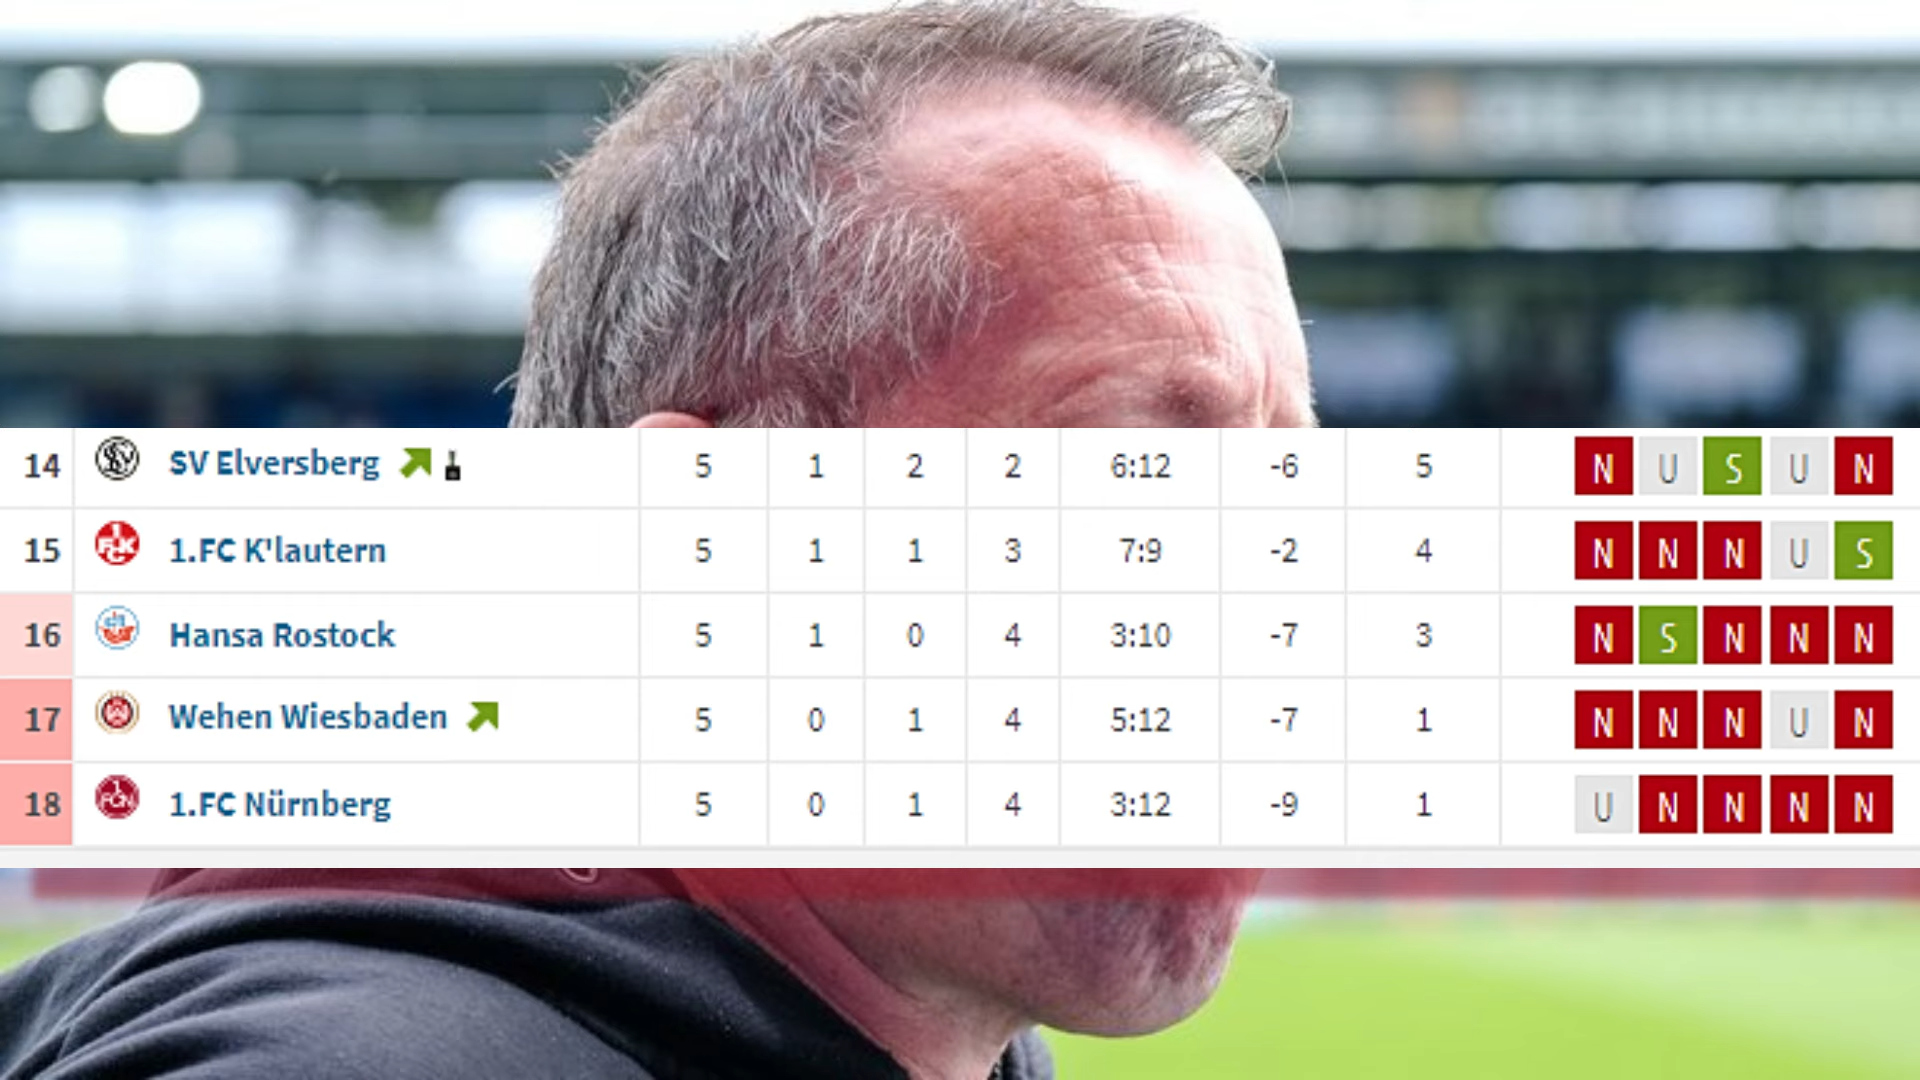 14 SV Elversberg 5 1 2 2 6:12 -6 5 N U S U N
15 1.FC K'lautern 5 1 1 3 7:9 -2 4 N N N U S
16 Hansa Rostock 5 1 0 4 3:10 -7 3 N S N N N
17 Wehen Wiesbaden 5 0 1 4 5:12 -7 1 N N N U N
18 1.FC Nürnberg 5 0 1 4 3:12 -9 1 U N N N N